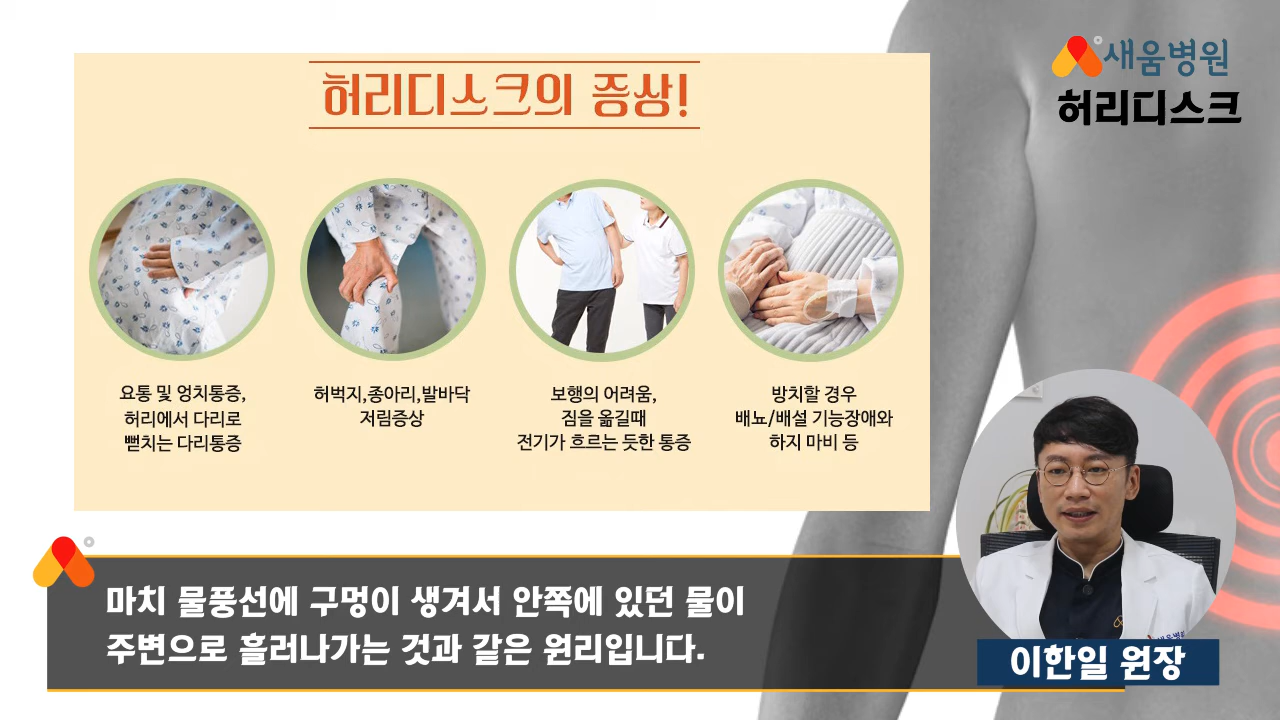 허리디스크의 증상!
새움병원
허리디스크
요통 및 엉치통증,
허리에서 다리로
뻗치는 다리통증
허벅지,종아리,발바닥
저림증상
보행의 어려움,
짐을 옮길때
전기가 흐르는 듯한 통증
방치할 경우
배뇨/배설 기능장애와
하지 마비 등
마치 물풍선에 구멍이 생겨서 안쪽에 있던 물이
주변으로 흘러나가는 것과 같은 원리입니다.
이한일 원장